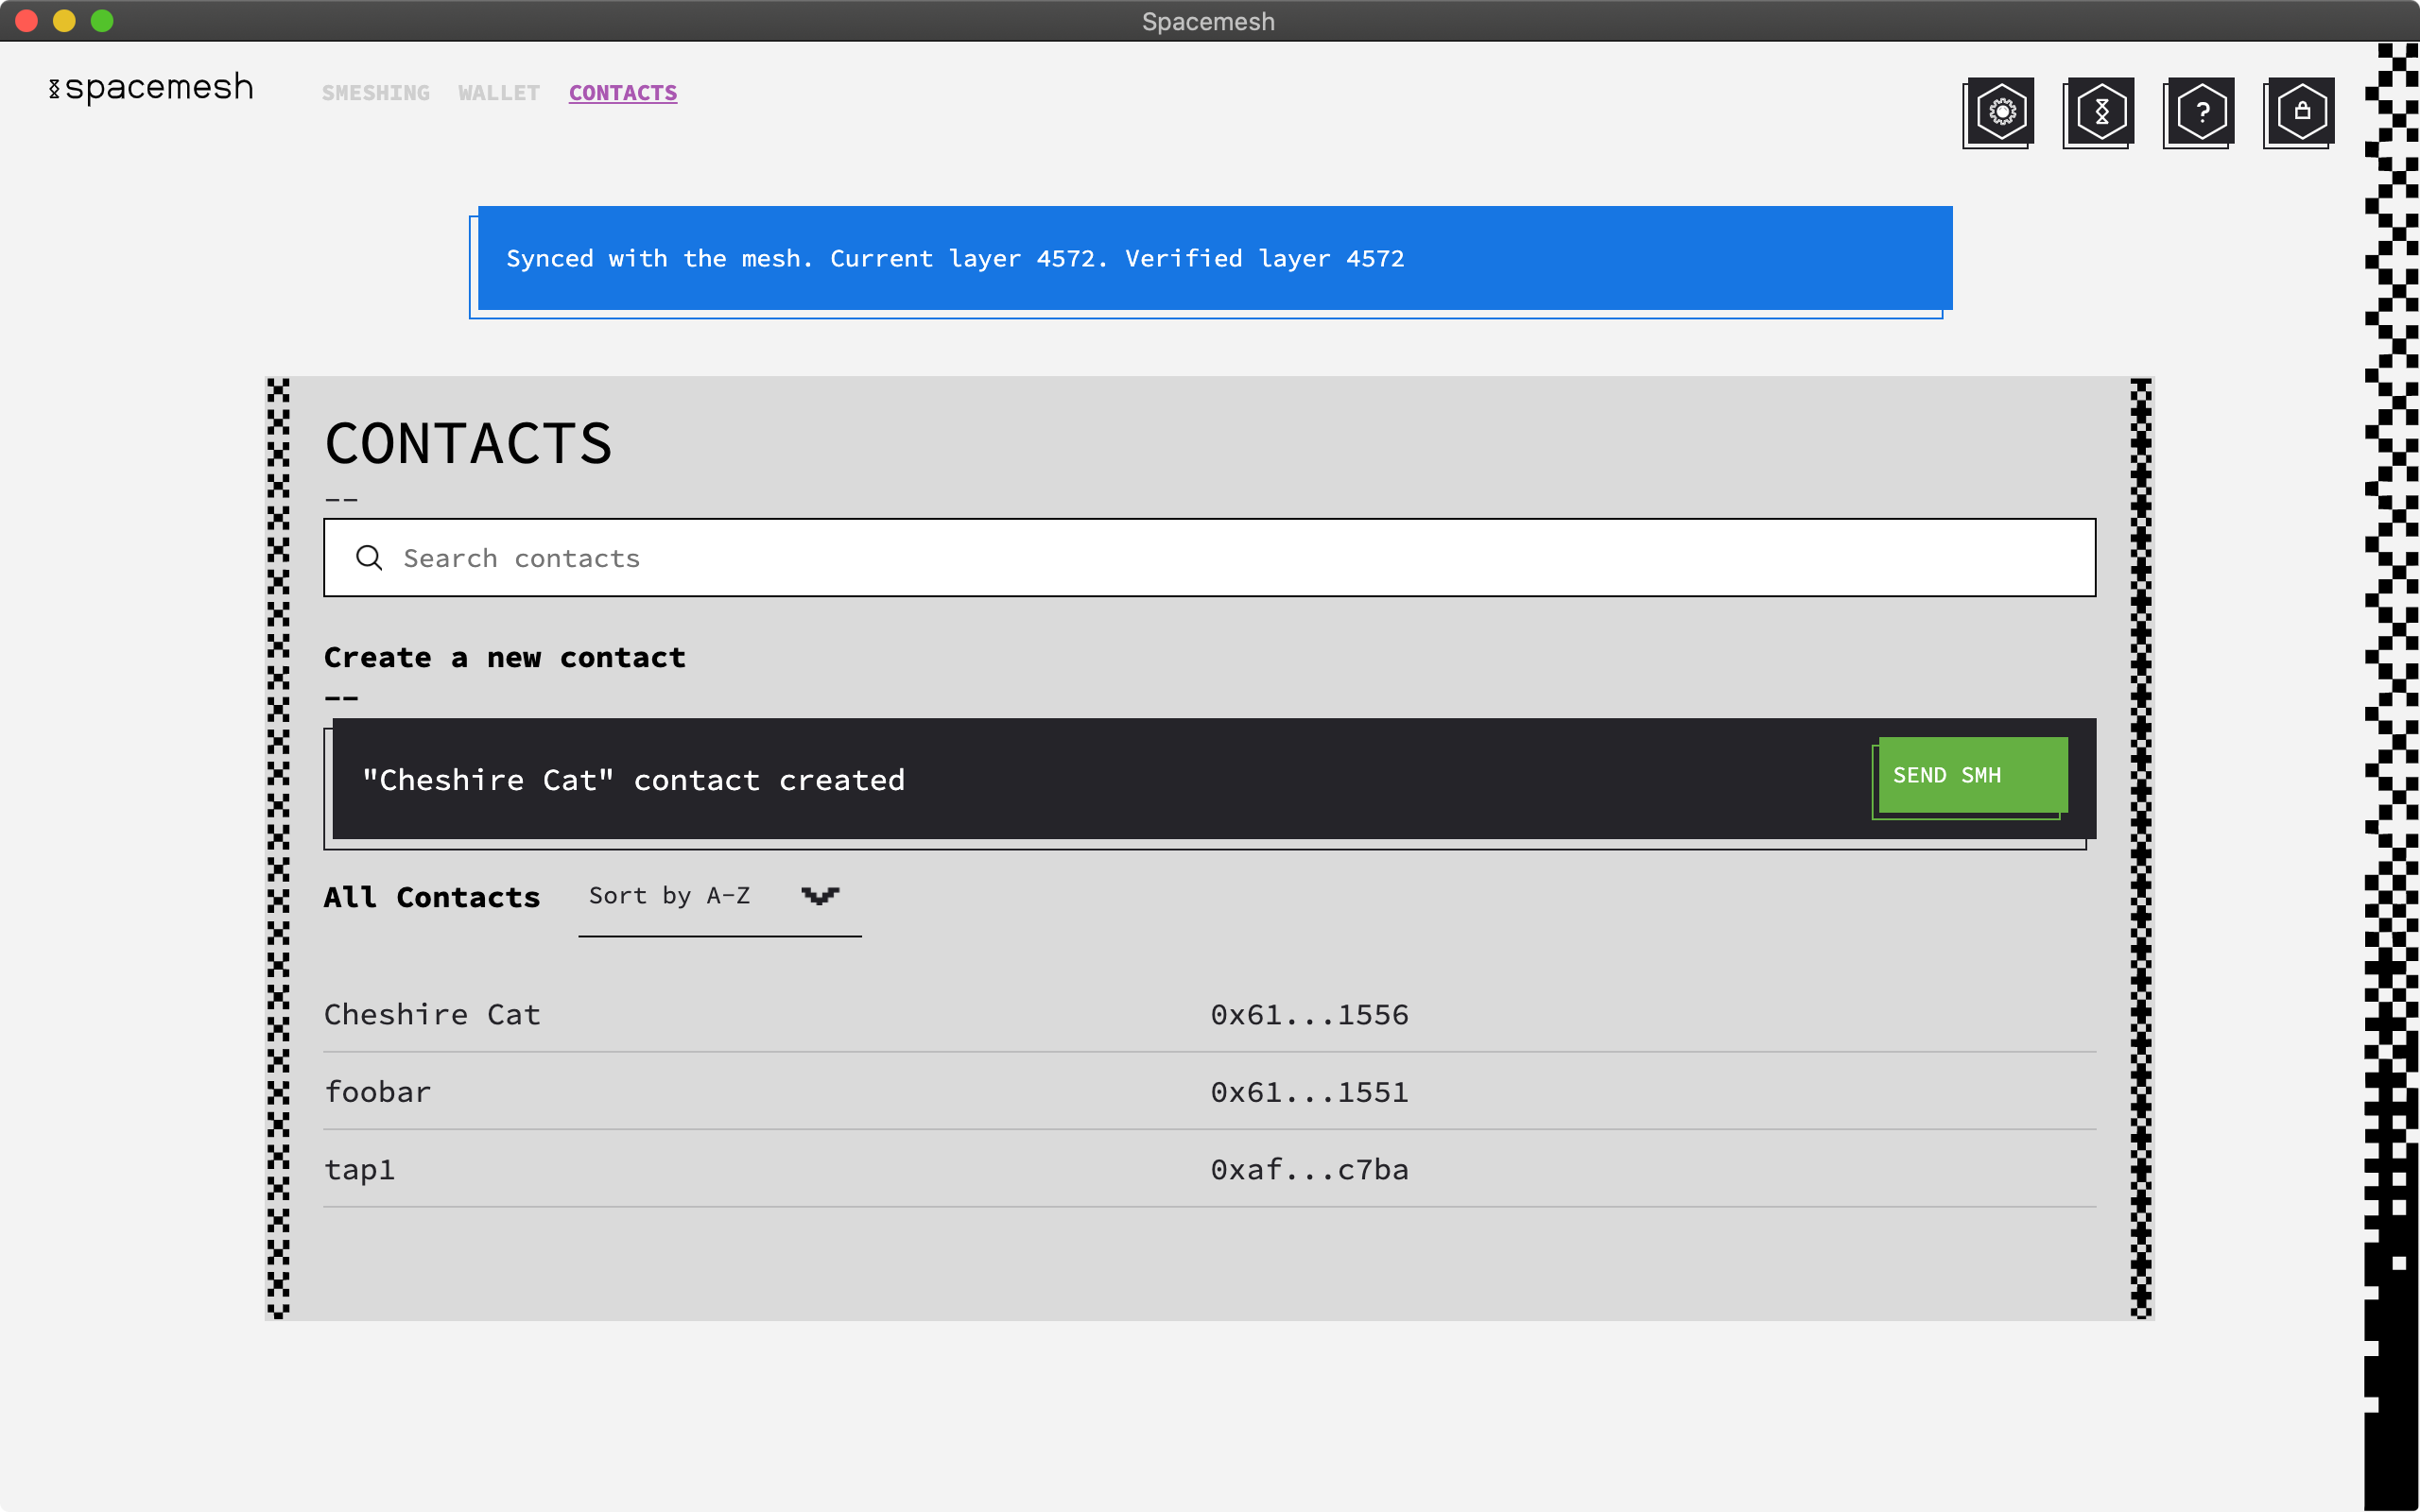 Spacemesh
spacemesh SMESHING WALLET CONTACTS
?
Synced with the mesh. Current layer 4572. Verified layer 4572
CONTACTS
--
Search contacts
Create a new contact
--
"Cheshire Cat" contact created SEND SMH
All Contacts Sort by A-Z
Cheshire Cat 0x61...1556
foobar 0x61...1551
tap1 0xaf...c7ba